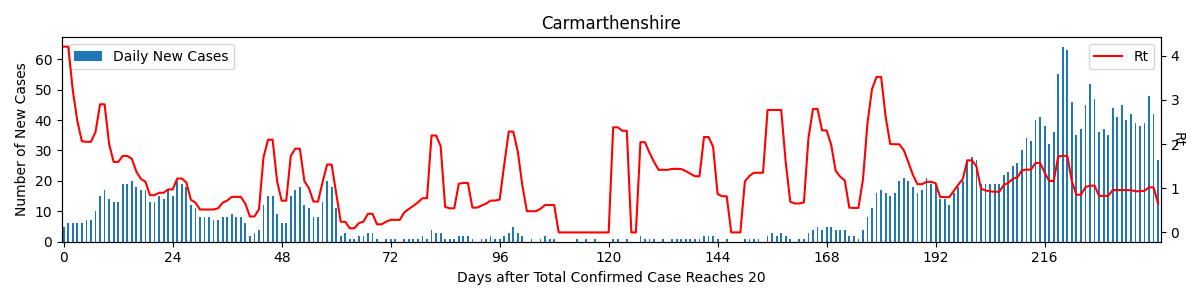 Carmarthenshire
Number of New Cases
60
50
40
30
20
10
0
Daily New Cases
Rt
4
3
2
1
0
Rt
0 24 48 72 96 120 144 168 192 216
Days after Total Confirmed Case Reaches 20